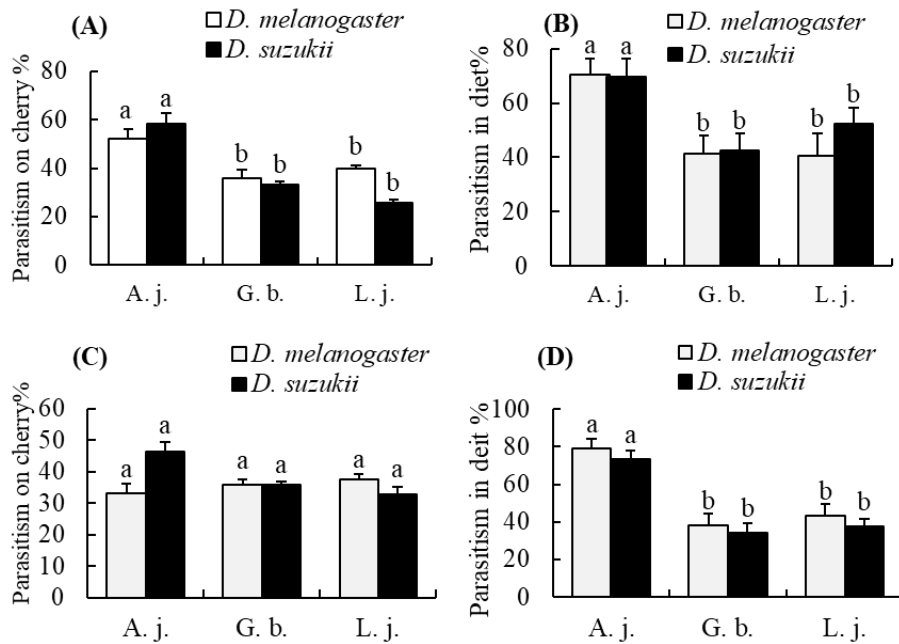 (A)
D. melanogaster
D. suzukii
Parasitism on cherry %
80
60
40
20
0
a a
b b
b b
A. j. G. b. L. j.
(B)
D. melanogaster
D. suzukii
Parasitism in diet%
80
60
40
20
0
a a
b b
b b
A. j. G. b. L. j.
(C)
D. melanogaster
D. suzukii
Parasitism on cherry%
60
50
40
30
20
10
0
a a
a a
a a
A. j. G. b. L. j.
(D)
D. melanogaster
D. suzukii
Parasitism in deit %
100
80
60
40
20
0
a a
b b
b b
A. j. G. b. L. j.